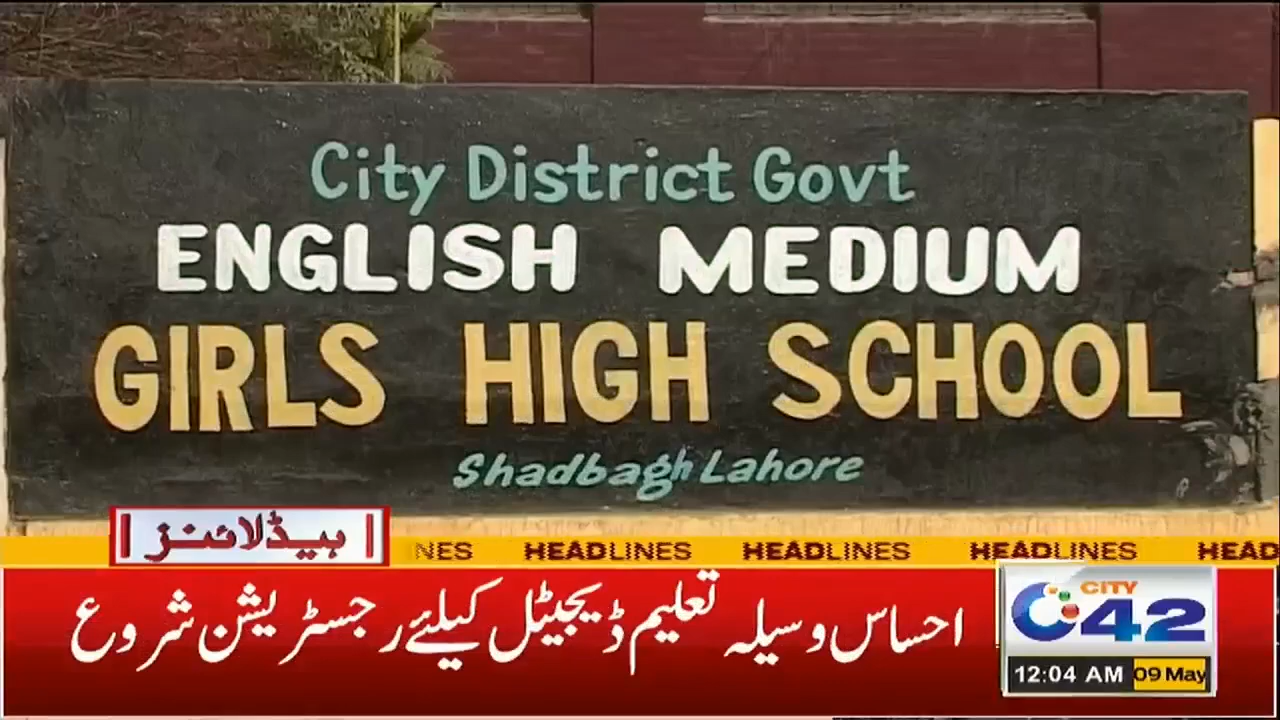 City District Govt
ENGLISH MEDIUM
GIRLS HIGH SCHOOL
Shadbagh Lahore
ہیڈلائنز
NES HEADLINES HEADLINES HEADLINES HEAD
احساس وسیلہ تعلیم ڈیجیٹل کیلئے رجسٹریشن شروع
CITY
42
12:04 AM 09 May